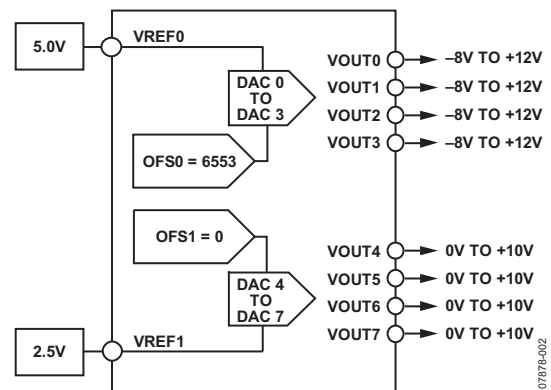 5.0V
VREF0
DAC 0
TO
DAC 3
OFS0 = 6553
VOUT0 –8V TO +12V
VOUT1 –8V TO +12V
VOUT2 –8V TO +12V
VOUT3 –8V TO +12V
OFS1 = 0
DAC 4
TO
DAC 7
VOUT4 0V TO +10V
VOUT5 0V TO +10V
VOUT6 0V TO +10V
VOUT7 0V TO +10V
2.5V
VREF1
07878-002